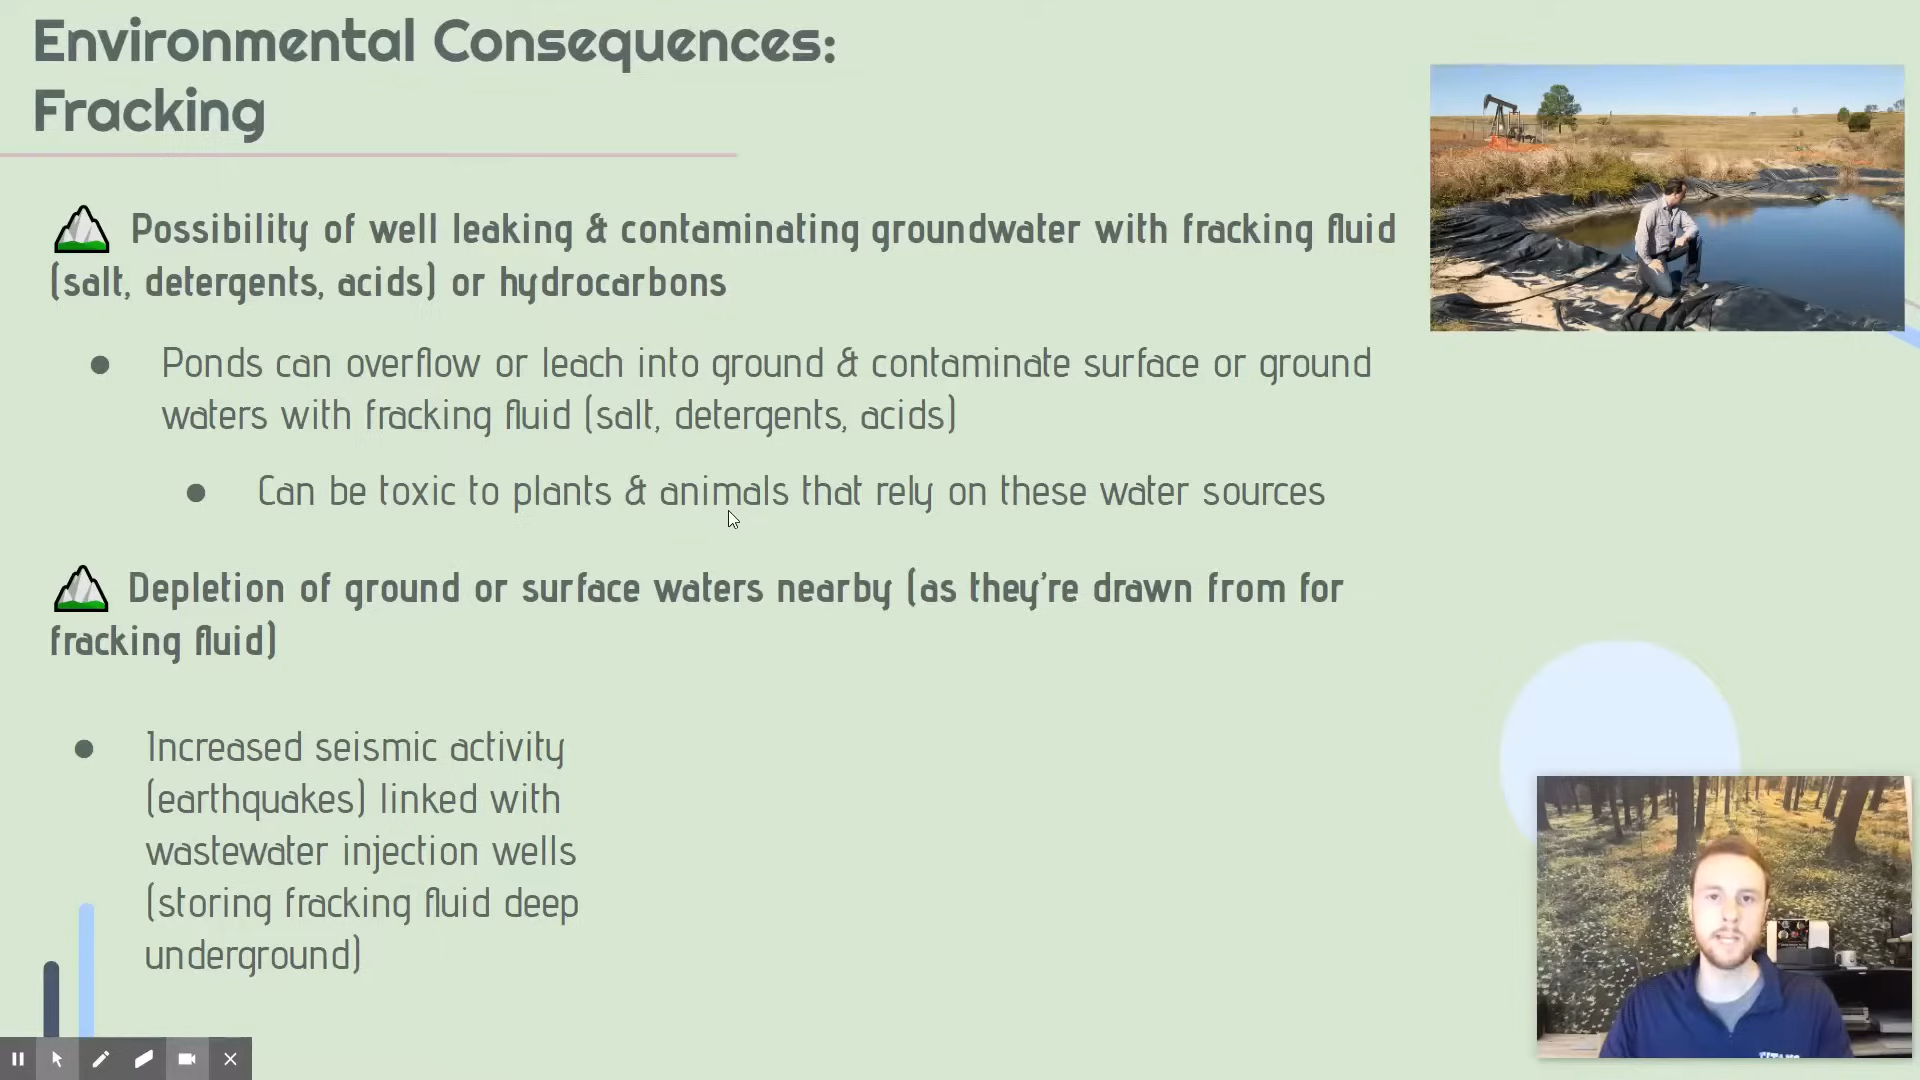 Environmental Consequences:
Fracking
Possibility of well leaking & contaminating groundwater with fracking fluid
(salt, detergents, acids) or hydrocarbons
● Ponds can overflow or leach into ground & contaminate surface or ground
waters with fracking fluid (salt, detergents, acids)
● Can be toxic to plants & animals that rely on these water sources
Depletion of ground or surface waters nearby (as they're drawn from for
fracking fluid)
● Increased seismic activity
(earthquakes) linked with
wastewater injection wells
(storing fracking fluid deep
underground)